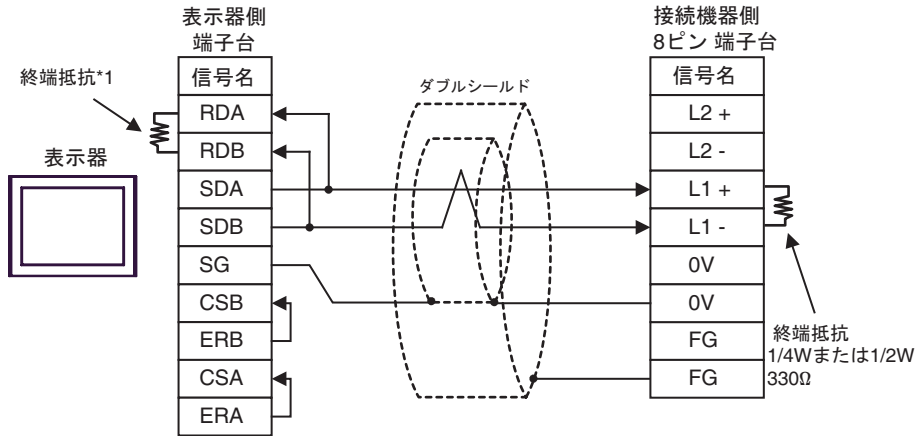 表示器側
端子台
信号名
RDA
RDB
SDA
SDB
SG
CSB
ERB
CSA
ERA
終端抵抗*1
表示器
ダブルシールド
接続機器側
8ピン 端子台
信号名
L2 +
L2 -
L1 +
L1 -
0V
0V
FG
FG
終端抵抗
1/4Wまたは1/2W
330Ω